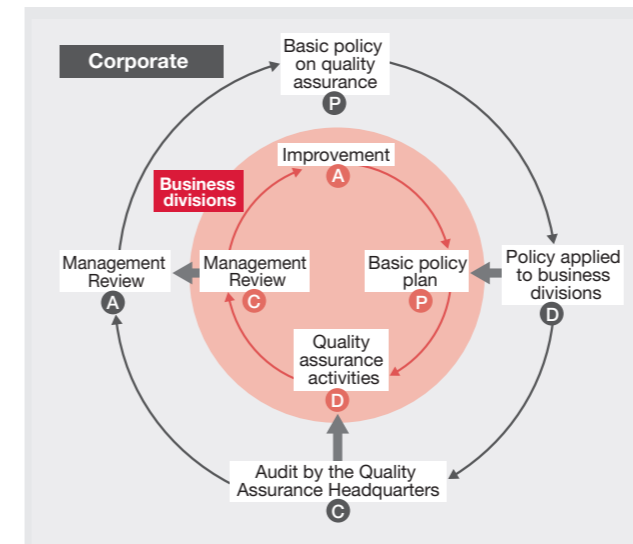 Corporate
Basic policy
on quality
assurance
P
Improvement
A
Business
divisions
Management
Review
A
Management
Review
C
Basic policy
plan
P
Policy applied
to business
divisions
D
Quality
assurance
activities
D
Audit by the Quality
Assurance Headquarters
C